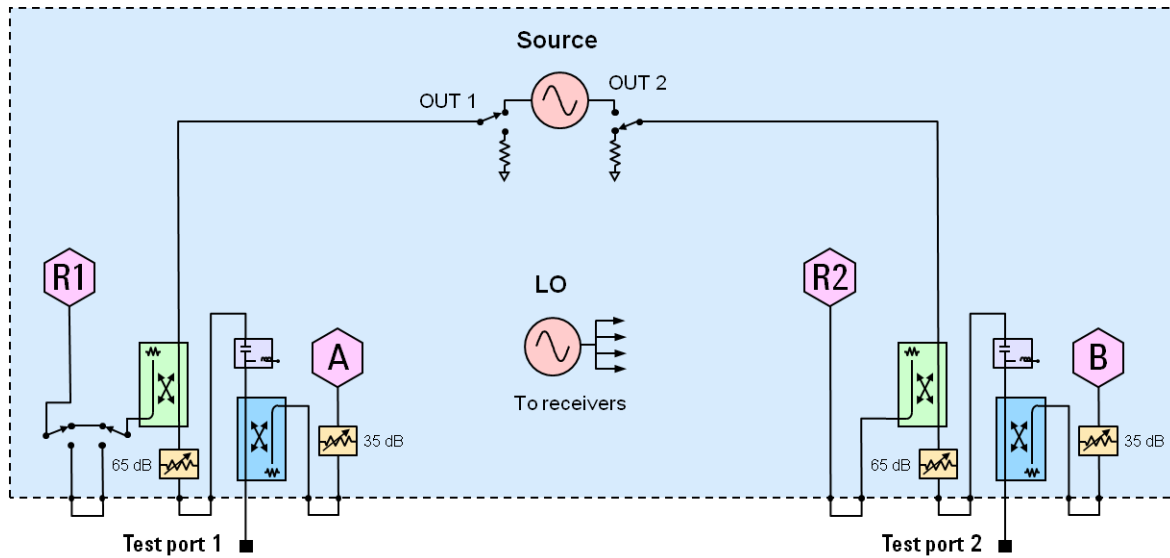 Source
OUT 1
OUT 2
R1
R2
LO
A
B
To receivers
35 dB
35 dB
65 dB
65 dB
Test port 1
Test port 2